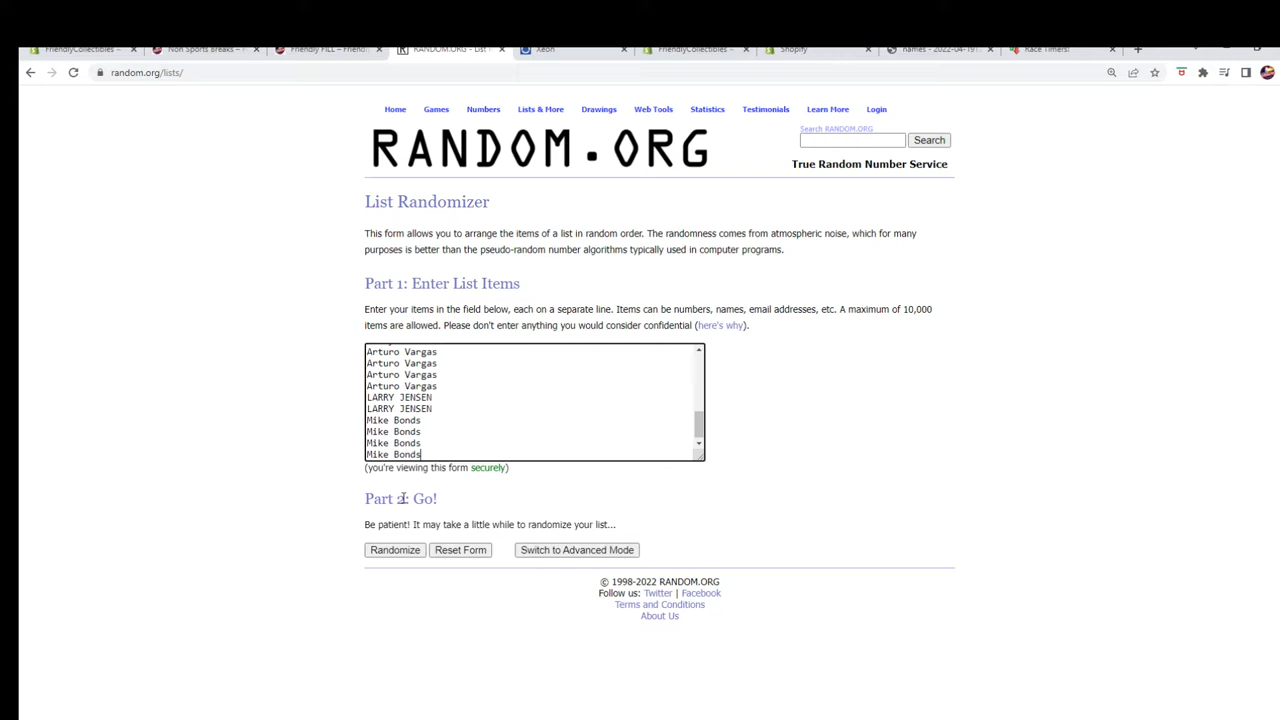 FriendlyCollectibles –
Non Sports Breaks – F
Friendly FILL – Friend
RANDOM.ORG - List
Xeon
FriendlyCollectibles –
Shopify
names - 2022-04-19T
Race Timers!
random.org/lists/
Home Games Numbers Lists & More Drawings Web Tools Statistics Testimonials Learn More Login
RANDOM.ORG
Search RANDOM.ORG
Search
True Random Number Service
List Randomizer
This form allows you to arrange the items of a list in random order. The randomness comes from atmospheric noise, which for many
purposes is better than the pseudo-random number algorithms typically used in computer programs.
Part 1: Enter List Items
Enter your items in the field below, each on a separate line. Items can be numbers, names, email addresses, etc. A maximum of 10,000
items are allowed. Please don't enter anything you would consider confidential (here's why).
Arturo Vargas
Arturo Vargas
Arturo Vargas
Arturo Vargas
LARRY JENSEN
LARRY JENSEN
Mike Bonds
Mike Bonds
Mike Bonds
Mike Bonds
(you're viewing this form securely)
Part 2: Go!
Be patient! It may take a little while to randomize your list...
Randomize Reset Form Switch to Advanced Mode
© 1998-2022 RANDOM.ORG
Follow us: Twitter | Facebook
Terms and Conditions
About Us